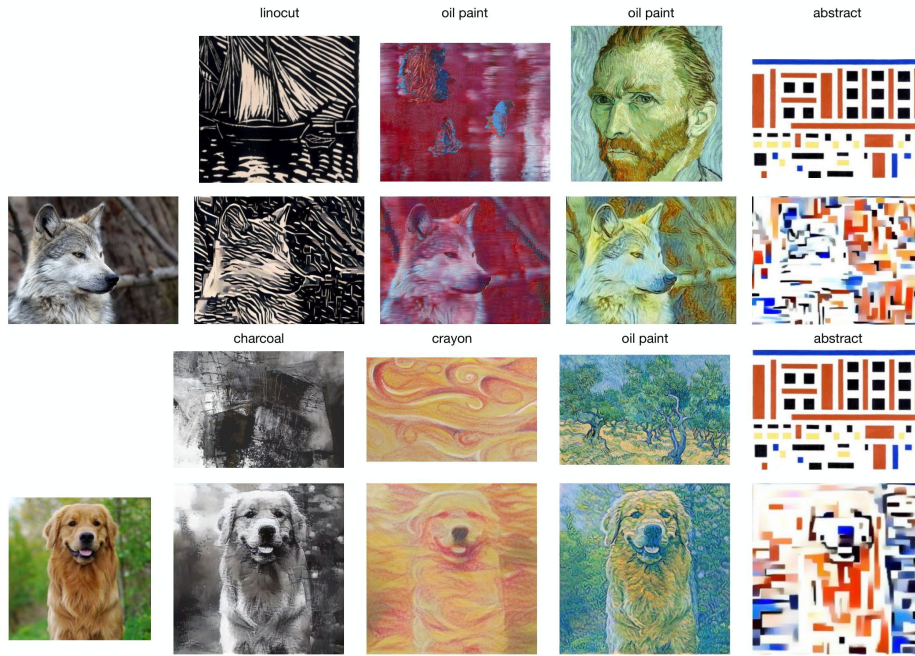 linocut
oil paint
oil paint
abstract
charcoal
crayon
oil paint
abstract